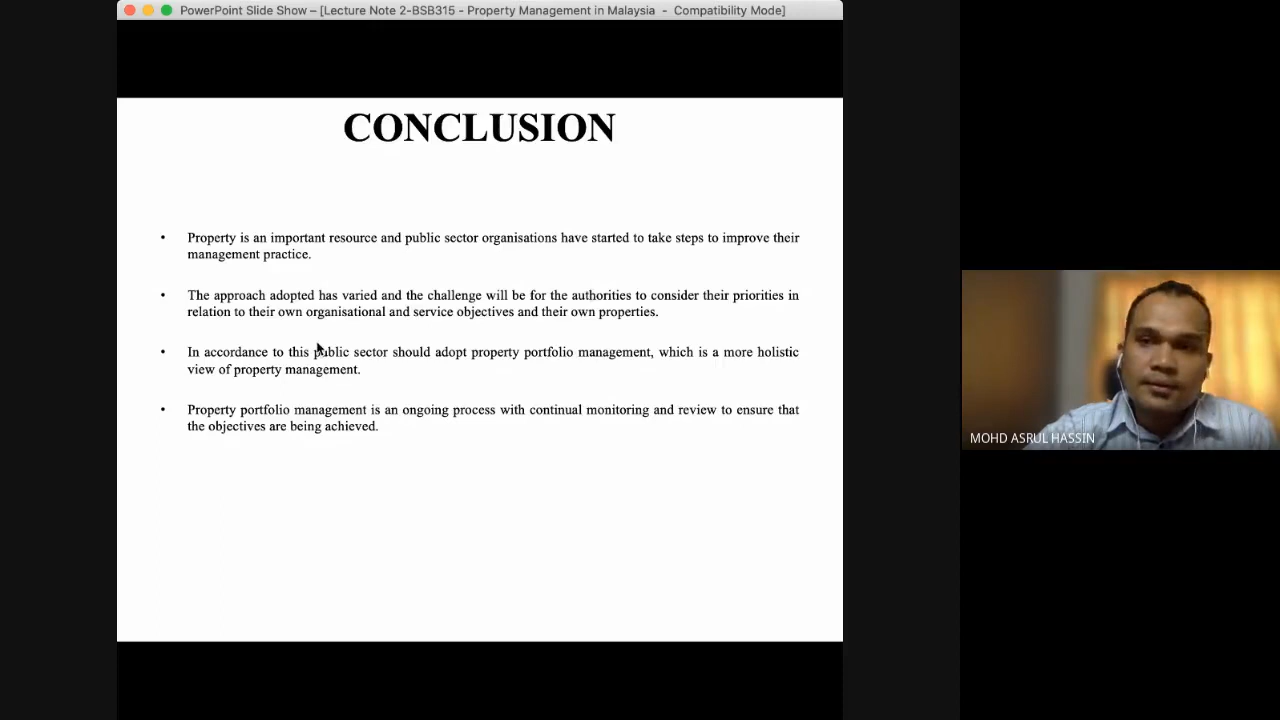 PowerPoint Slide Show – [Lecture Note 2-BSB315 - Property Management in Malaysia - Compatibility Mode]
CONCLUSION
• Property is an important resource and public sector organisations have started to take steps to improve their
management practice.
• The approach adopted has varied and the challenge will be for the authorities to consider their priorities in
relation to their own organisational and service objectives and their own properties.
• In accordance to this public sector should adopt property portfolio management, which is a more holistic
view of property management.
• Property portfolio management is an ongoing process with continual monitoring and review to ensure that
the objectives are being achieved.
MOHD ASRUL HASSIN